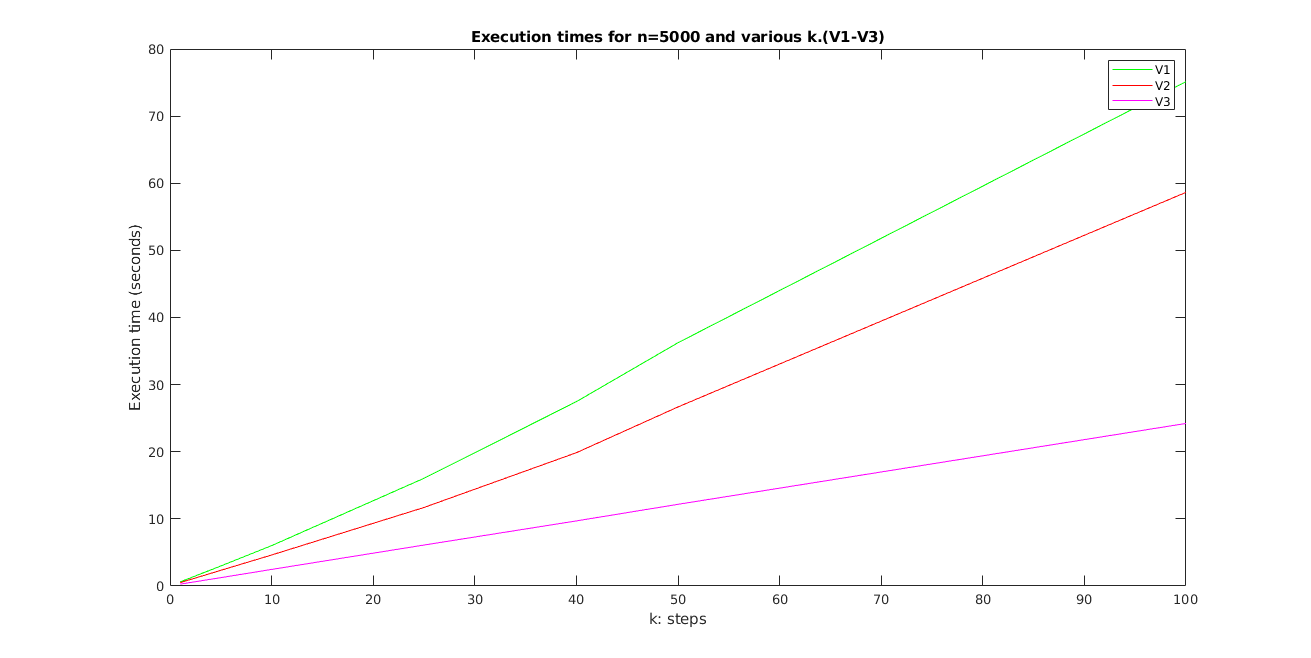 Execution times for n=5000 and various k.(V1-V3)
80
70
60
50
40
30
20
10
0
Execution time (seconds)
V1
V2
V3
0 10 20 30 40 50 60 70 80 90 100
k: steps